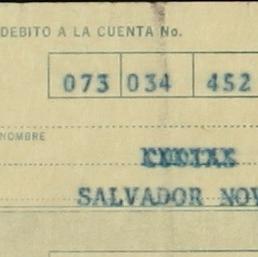 DEBITO A LA CUENTA No.
073 034 452
NOMBRE
SALVADOR NOV